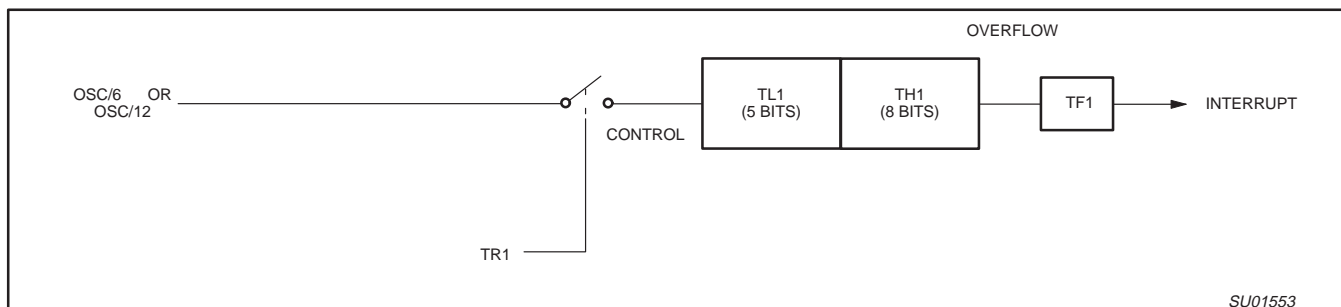 OVERFLOW
OSC/6 OR
OSC/12
TL1
(5 BITS)
TH1
(8 BITS)
TF1
INTERRUPT
CONTROL
TR1
SU01553